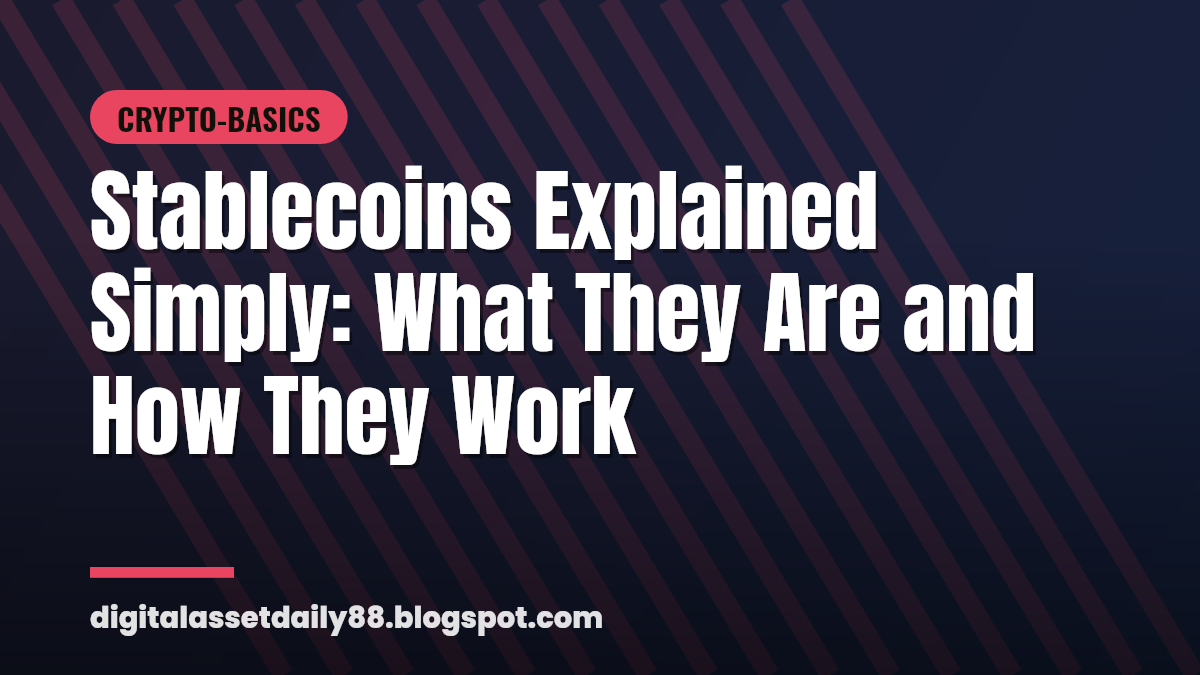 CRYPTO-BASICS
Stablecoins Explained
Simply: What They Are and
How They Work
digitalassetdaily88.blogspot.com